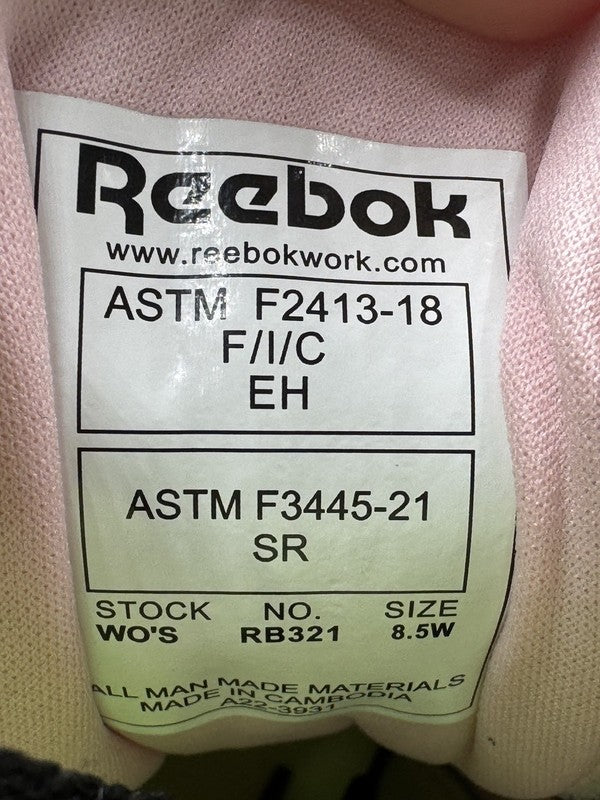 Reebok
www.reebokwork.com
ASTM F2413-18
F/I/C
EH
ASTM F3445-21
SR
STOCK NO. SIZE
WO'S RB321 8.5W
ALL MAN MADE MATERIALS
MADE IN CAMBODIA
A22-3931